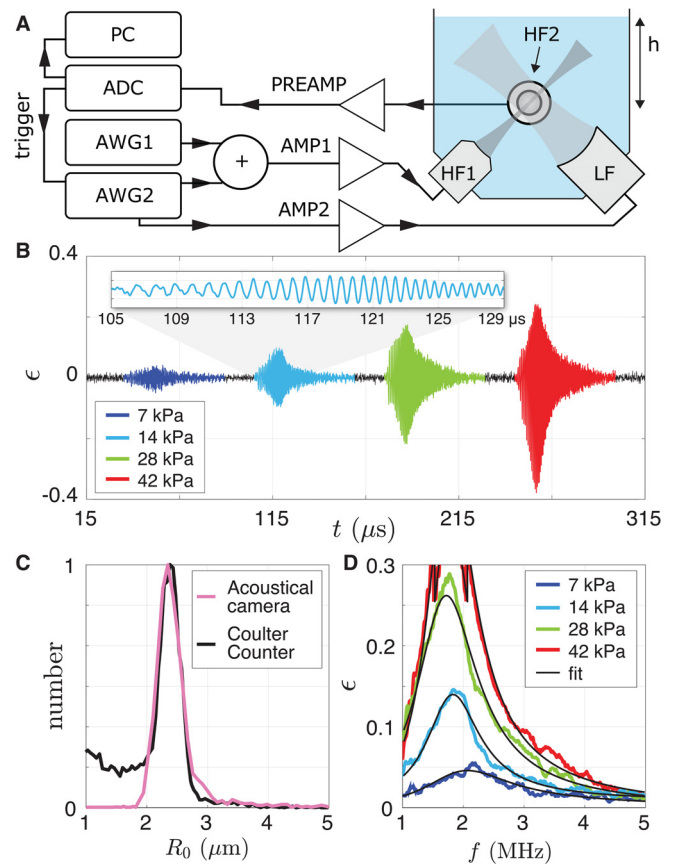 A
PC
ADC
trigger
AWG1
AWG2
+
PREAMP
AMP1
AMP2
HF2
h
HF1
LF
B
0.4
ϵ
0
-0.4
105 109 113 117 119 121 125 129 μs
7 kPa
14 kPa
28 kPa
42 kPa
15 115 215 315
t (μs)
C
1
number
0
Acoustical
camera
Coulter
Counter
1 2 3 4 5
R₀ (μm)
D
0.3
0.2
ϵ
0.1
0
7 kPa
14 kPa
28 kPa
42 kPa
fit
1 2 3 4 5
f (MHz)